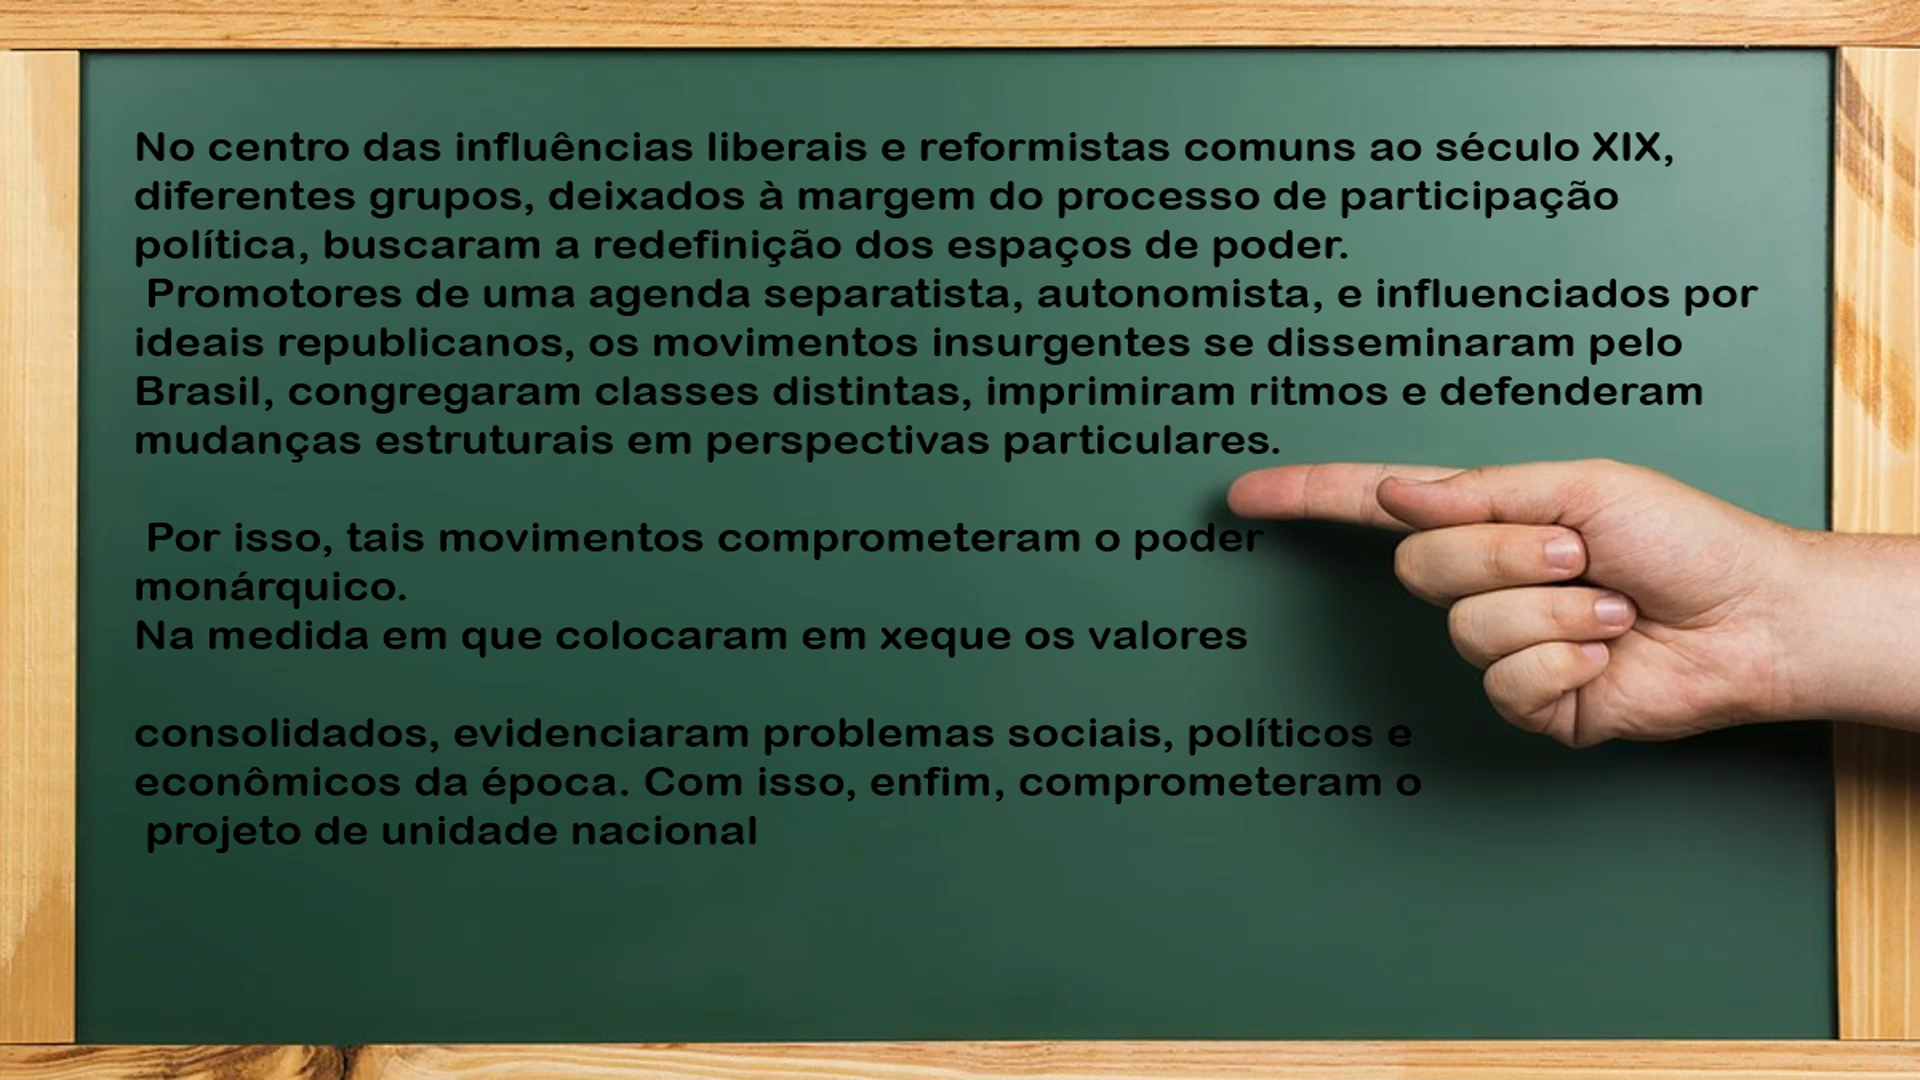 No centro das influências liberais e reformistas comuns ao século XIX,
diferentes grupos, deixados à margem do processo de participação
política, buscaram a redefinição dos espaços de poder.
Promotores de uma agenda separatista, autonomista, e influenciados por
ideais republicanos, os movimentos insurgentes se disseminaram pelo
Brasil, congregaram classes distintas, imprimiram ritmos e defenderam
mudanças estruturais em perspectivas particulares.
Por isso, tais movimentos comprometeram o poder
monárquico.
Na medida em que colocaram em xeque os valores
consolidados, evidenciaram problemas sociais, políticos e
econômicos da época. Com isso, enfim, comprometeram o
projeto de unidade nacional